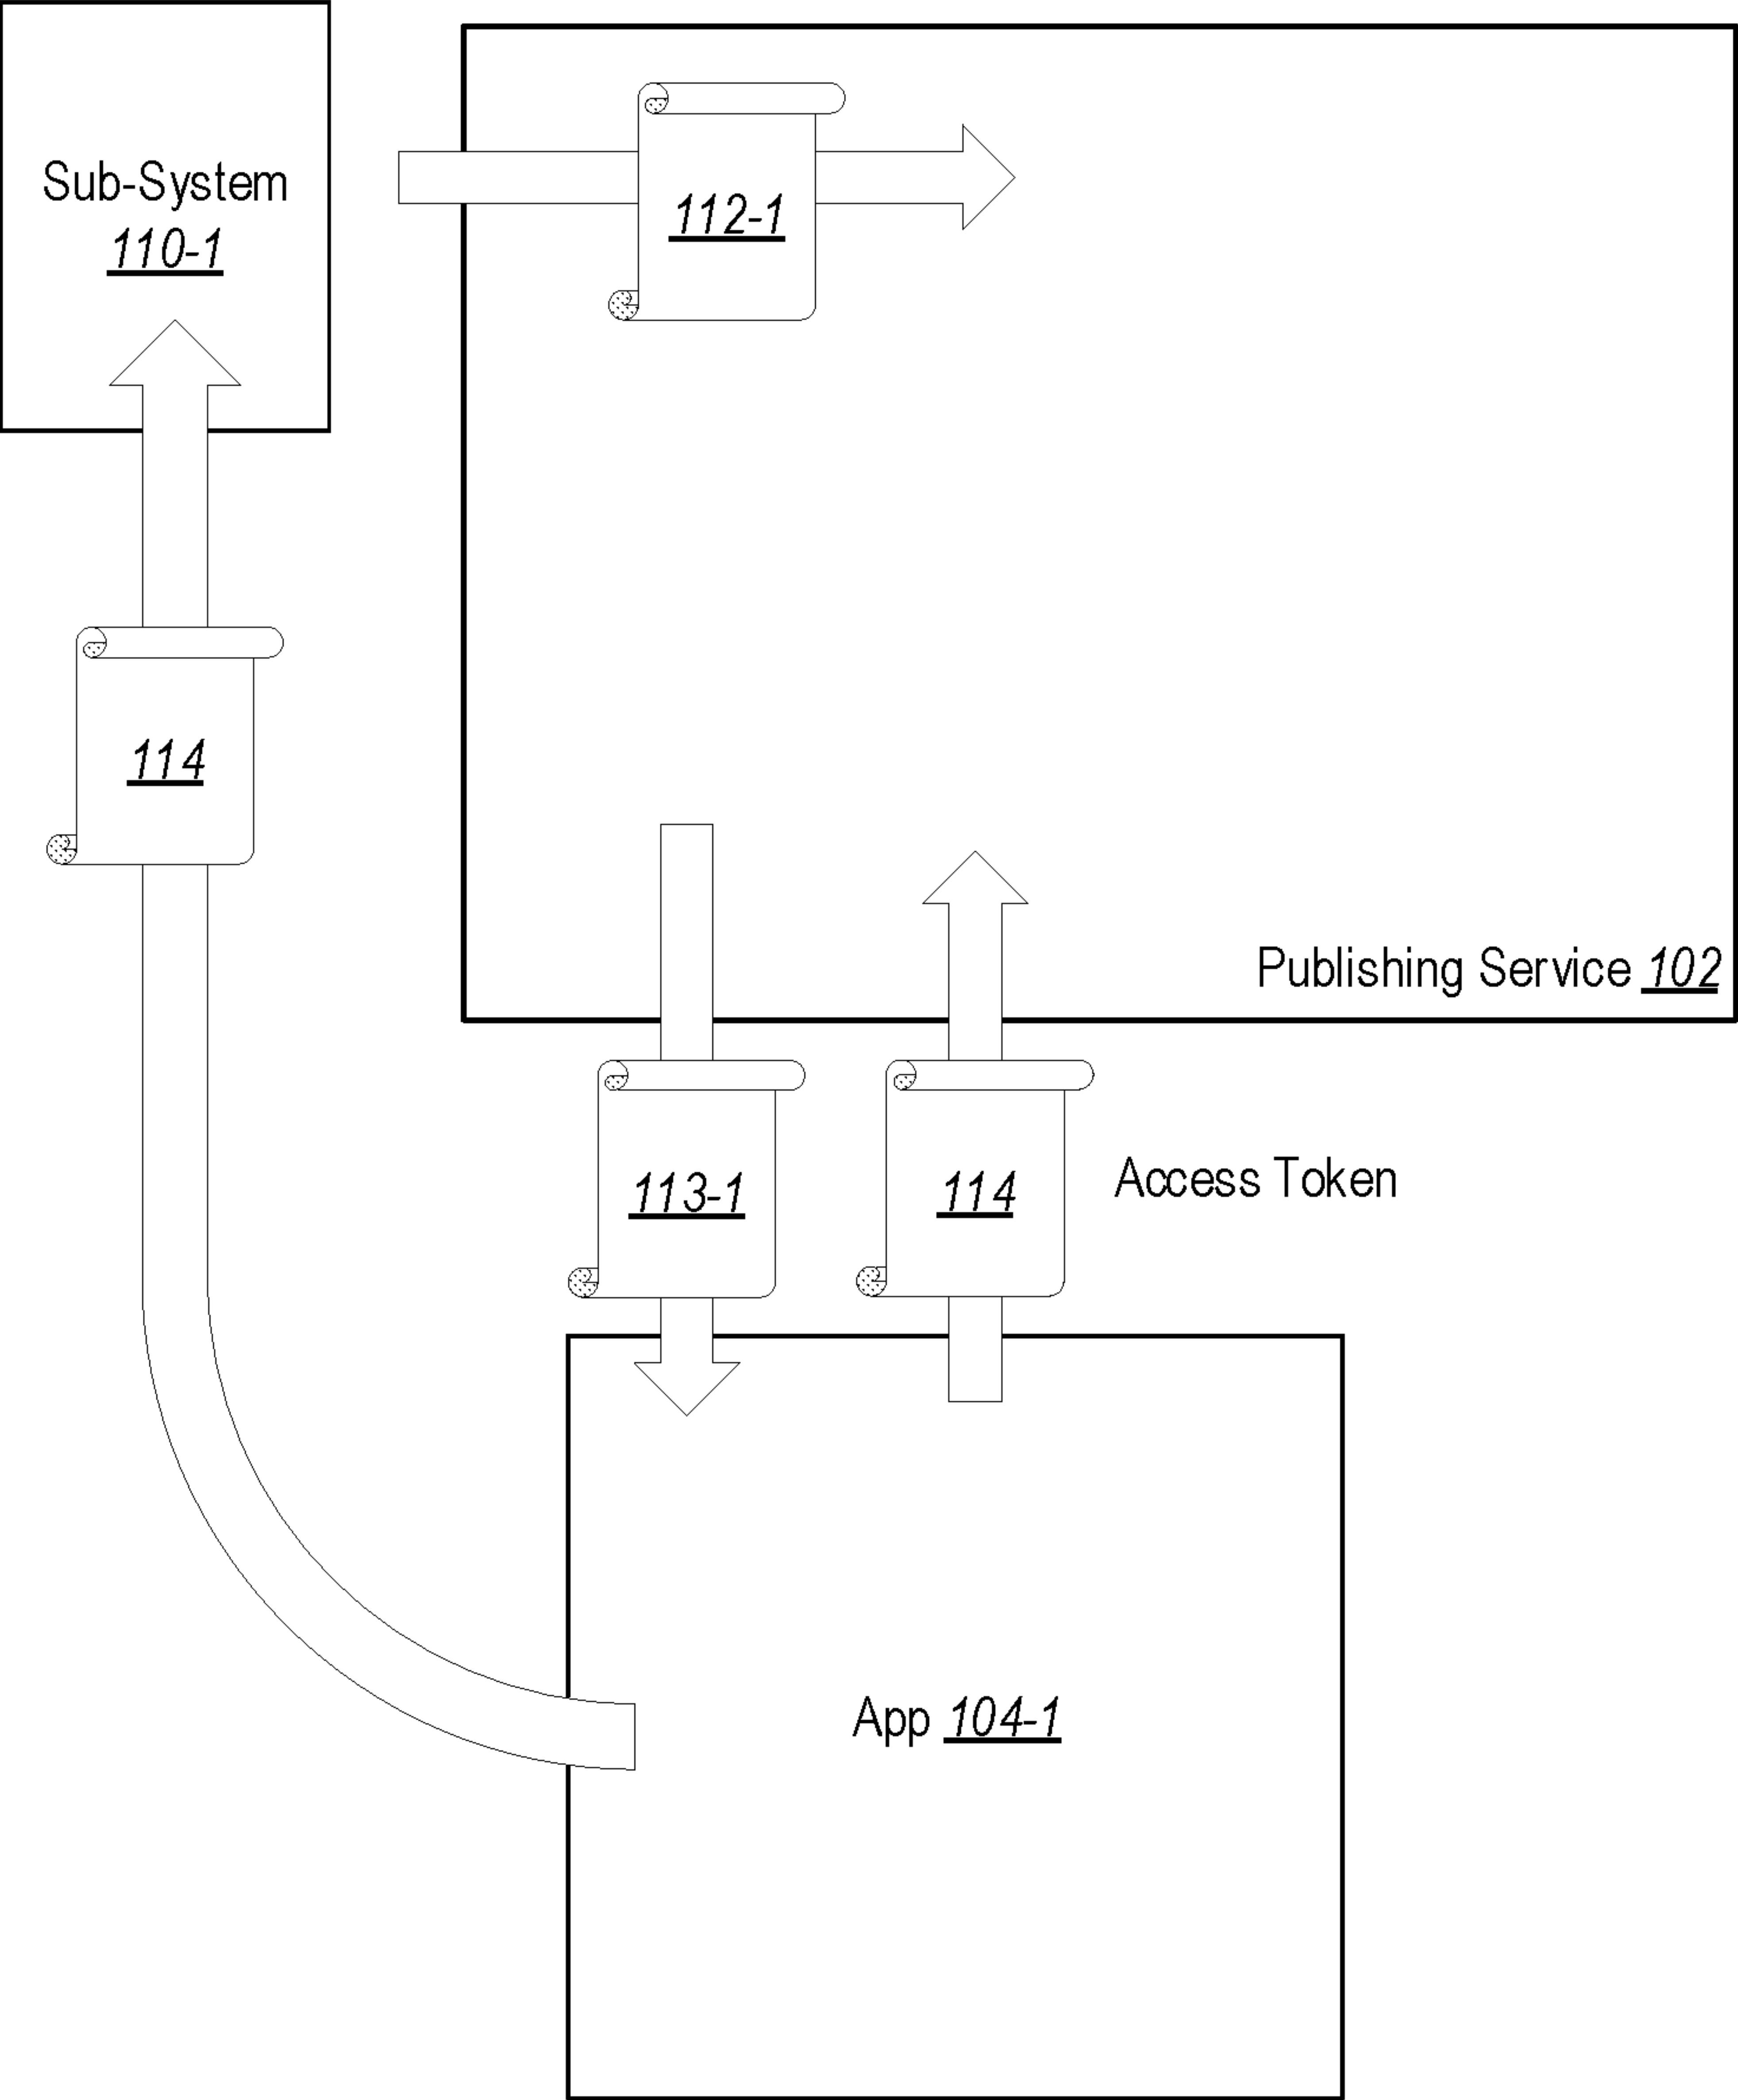 Sub-System
110-1
112-1
114
Publishing Service 102
113-1
114
Access Token
App 104-1